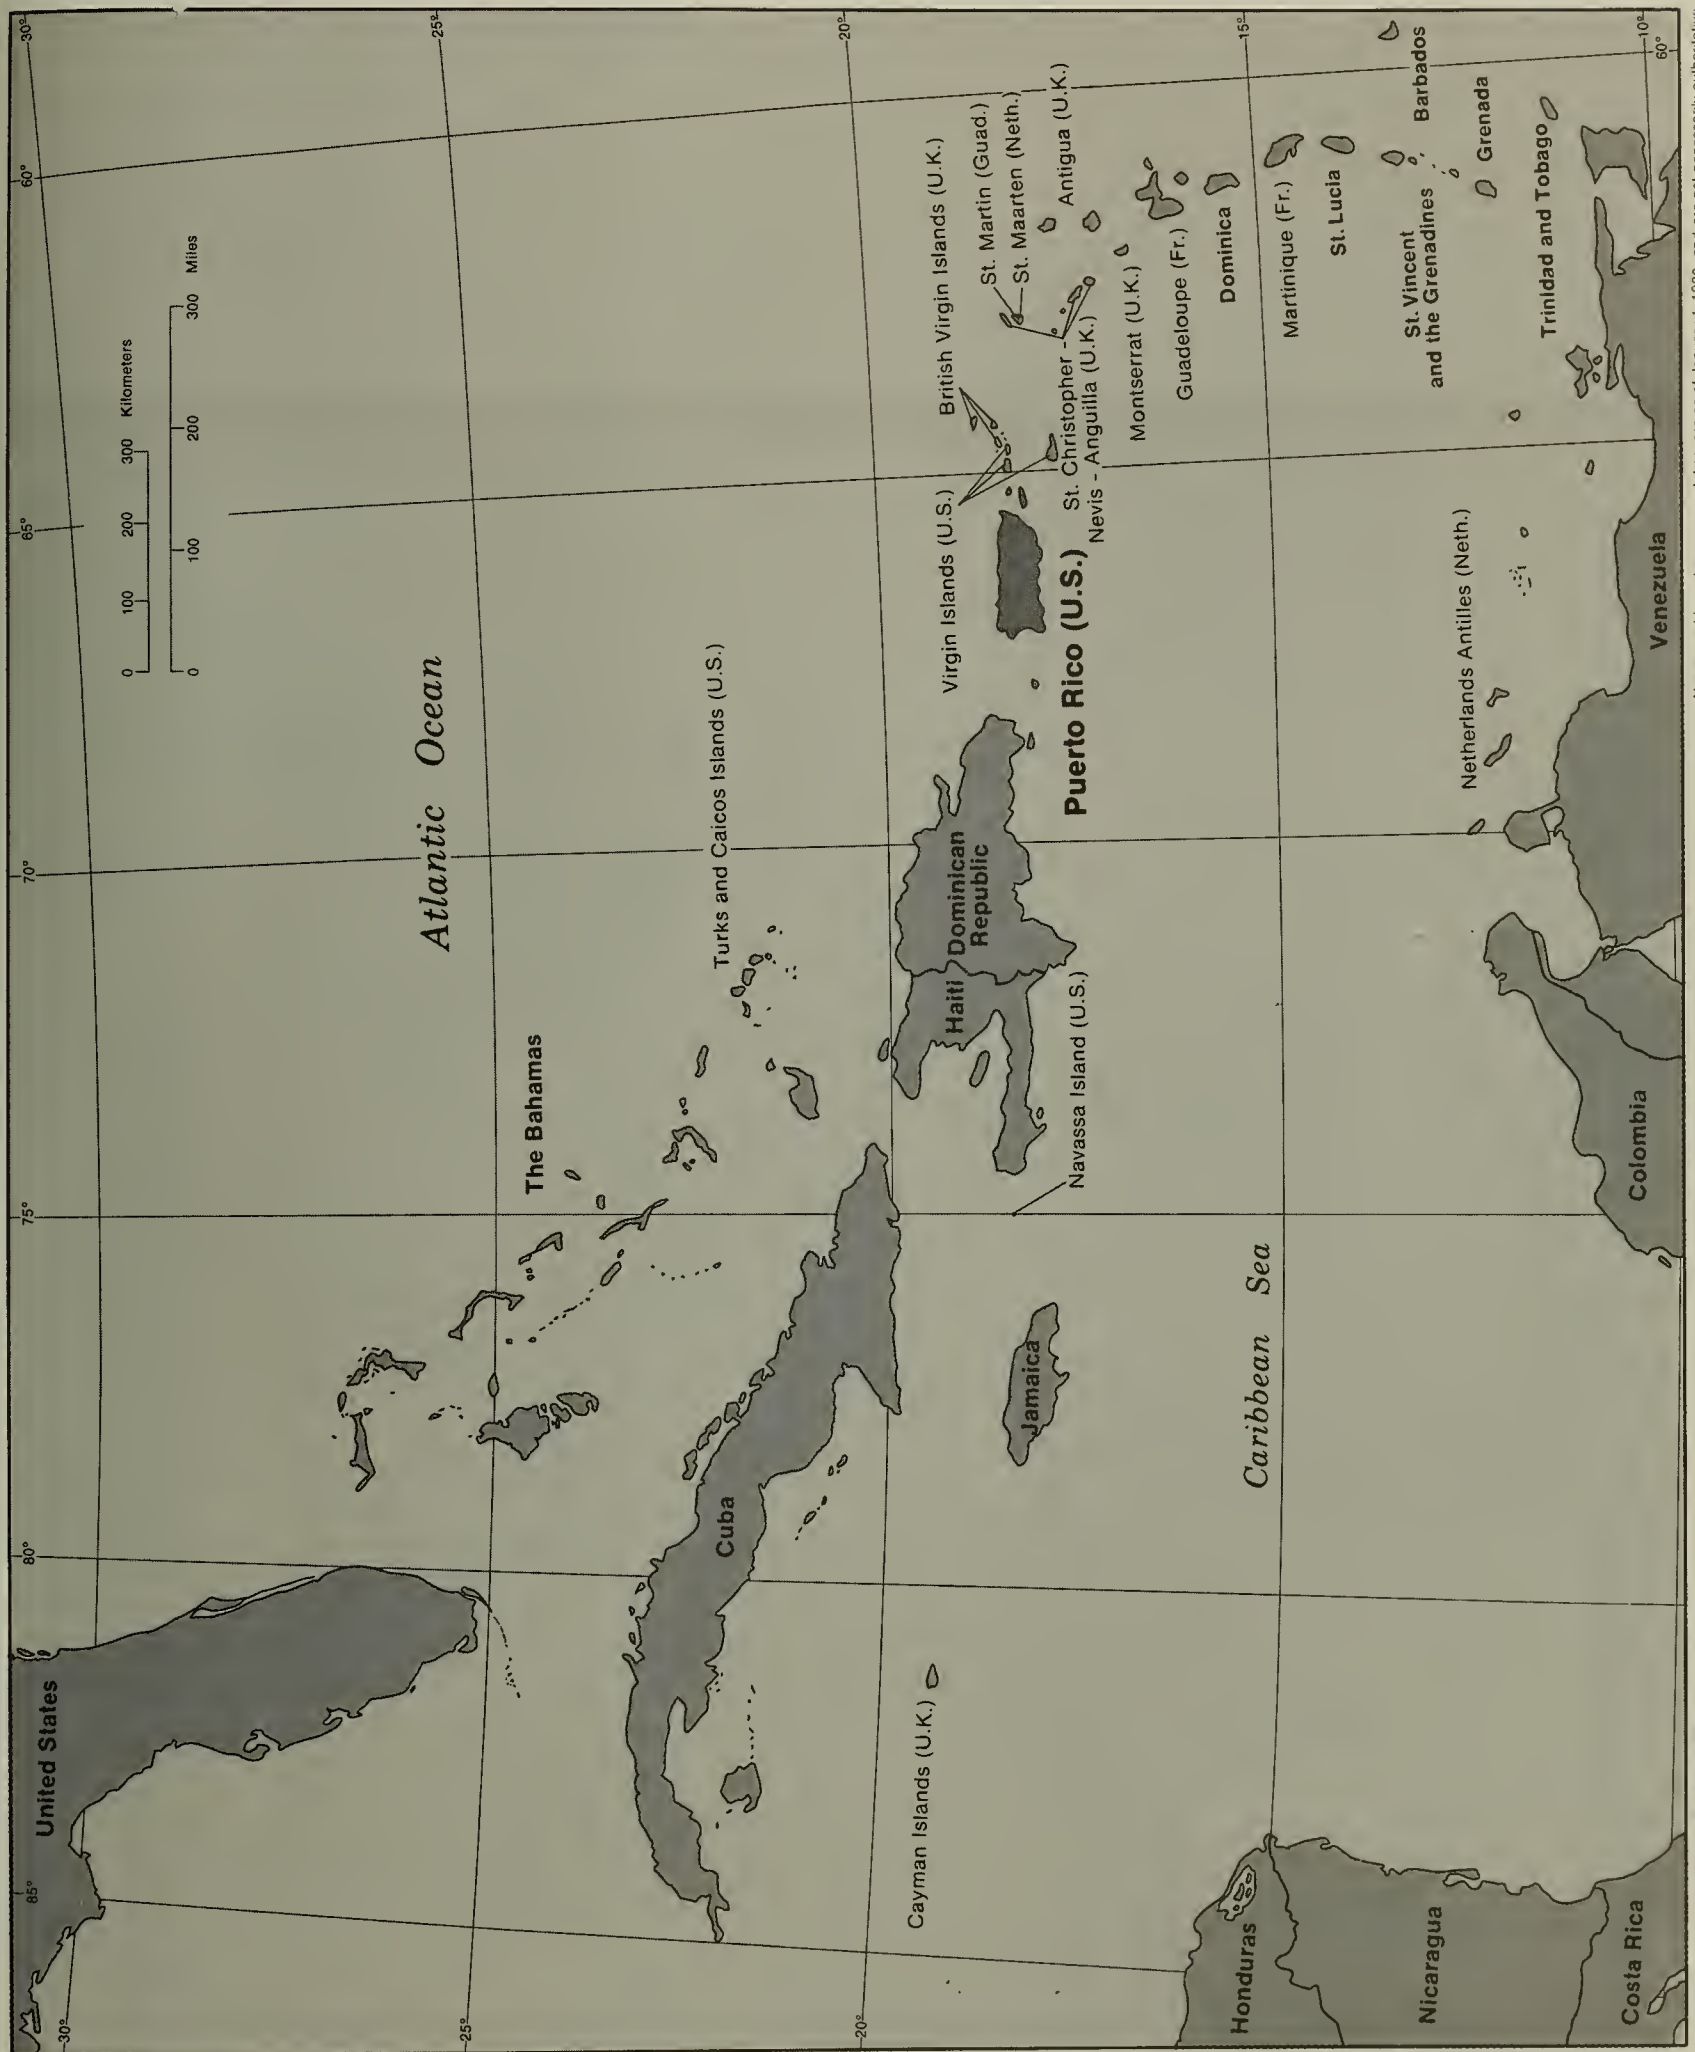 30°
25°
20°
15°
10°
60°
60°
65°
70°
75°
80°
85°
30°
25°
20°
0 100 200 300 Kilometers
0 100 200 300 Miles
Atlantic Ocean
United States
The Bahamas
Turks and Caicos Islands (U.S.)
Cuba
Cayman Islands (U.K.)
Jamaica
Navassa Island (U.S.)
Haiti
Dominican
Republic
Puerto Rico (U.S.)
Virgin Islands (U.S.)
British Virgin Islands (U.K.)
St. Martin (Guad.)
St. Maarten (Neth.)
Antigua (U.K.)
St. Christopher -
Nevis - Anguilla (U.K.)
Montserrat (U.K.)
Guadeloupe (Fr.)
Dominica
Martinique (Fr.)
St. Lucia
St. Vincent
and the Grenadines
Barbados
Grenada
Trinidad and Tobago
Netherlands Antilles (Neth.)
Caribbean Sea
Honduras
Nicaragua
Costa Rica
Colombia
Venezuela